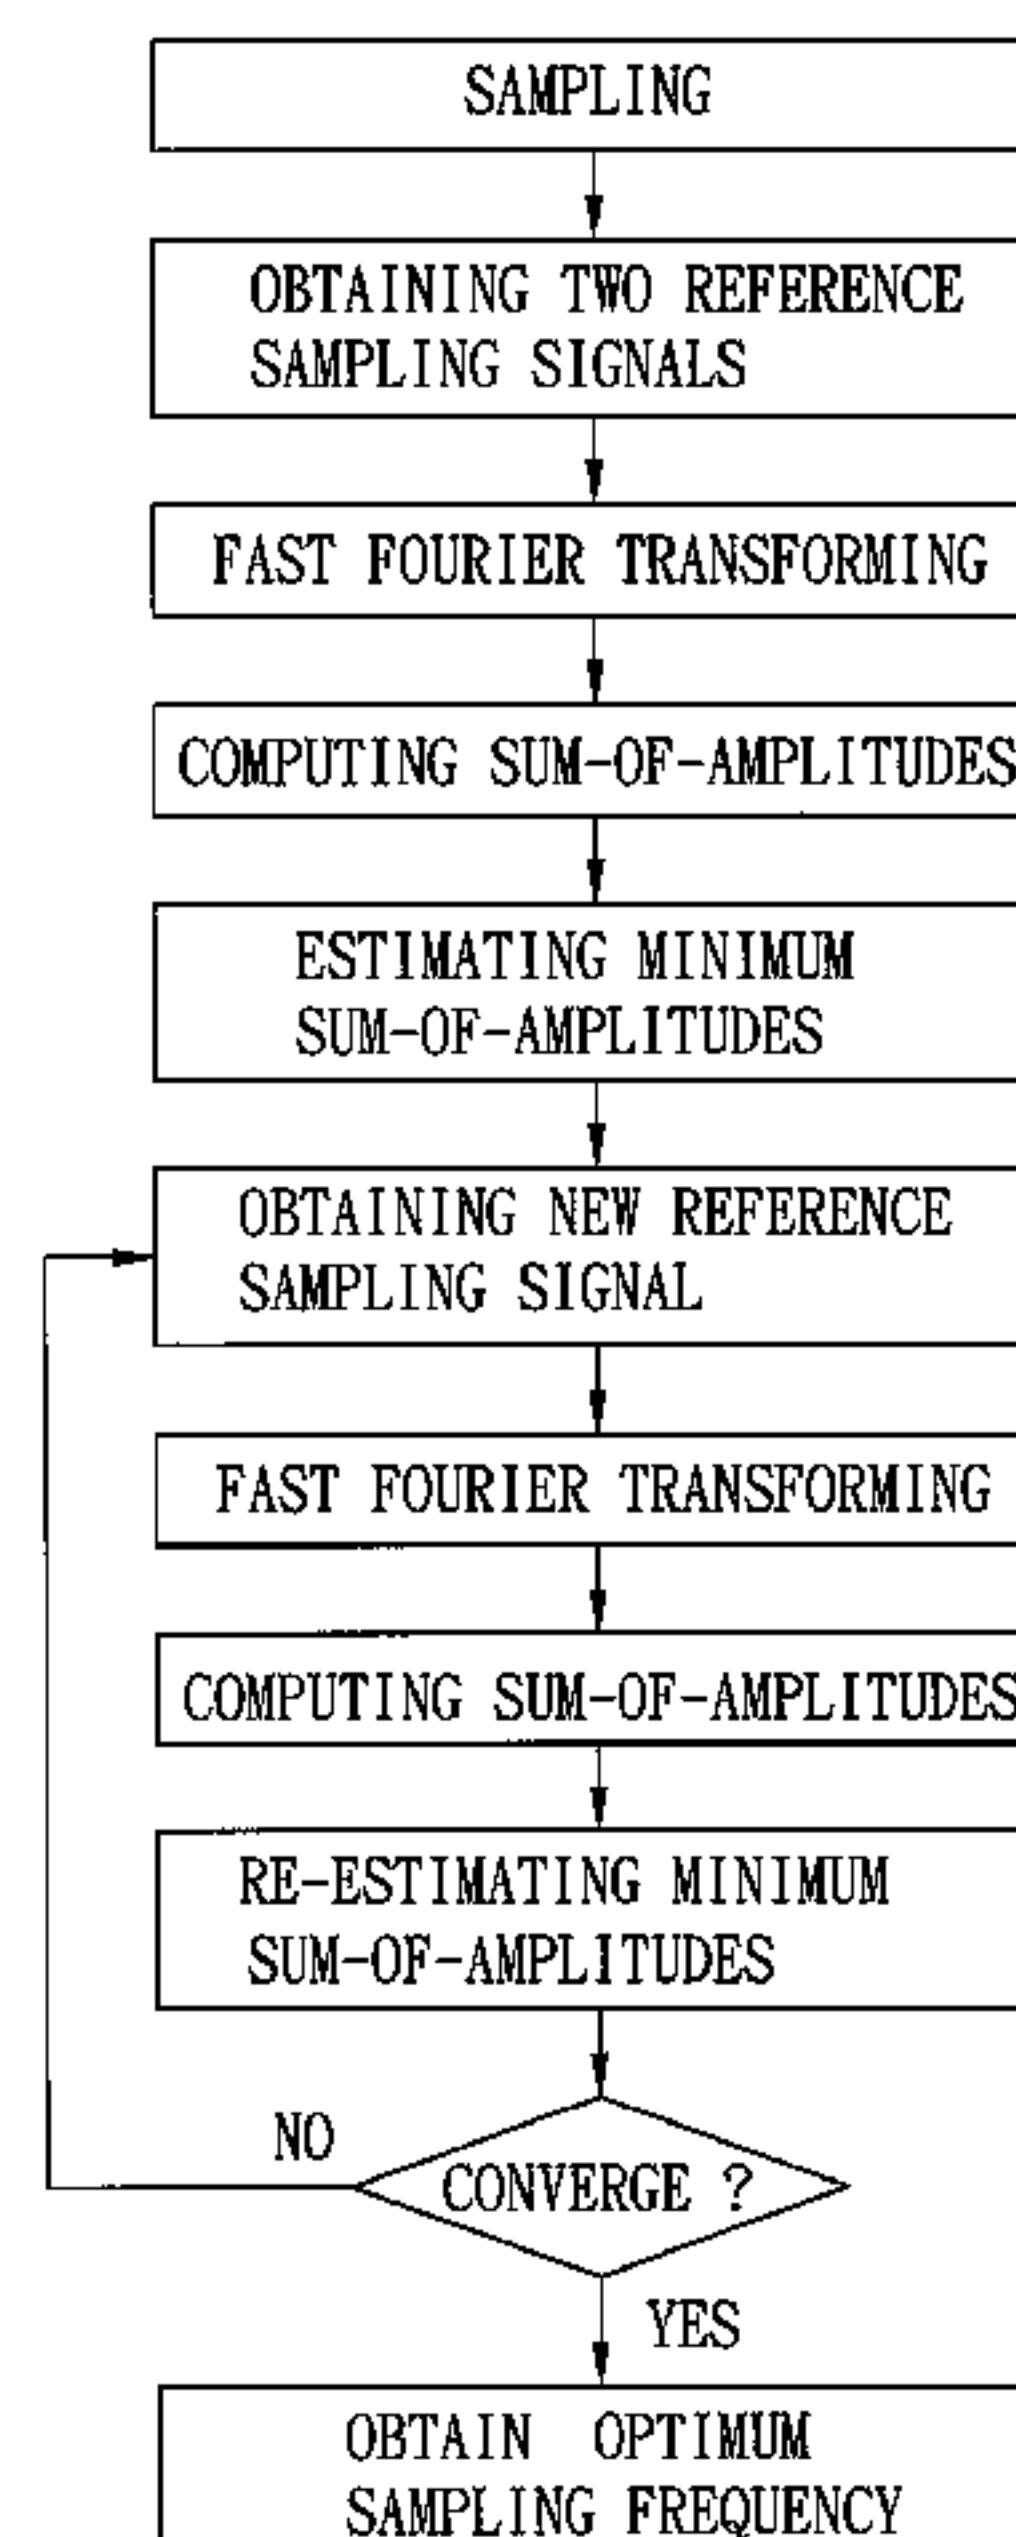 SAMPLING
OBTAINING TWO REFERENCE
SAMPLING SIGNALS
FAST FOURIER TRANSFORMING
COMPUTING SUM-OF-AMPLITUDES
ESTIMATING MINIMUM
SUM-OF-AMPLITUDES
OBTAINING NEW REFERENCE
SAMPLING SIGNAL
FAST FOURIER TRANSFORMING
COMPUTING SUM-OF-AMPLITUDES
RE-ESTIMATING MINIMUM
SUM-OF-AMPLITUDES
NO
CONVERGE ?
YES
OBTAIN OPTIMUM
SAMPLING FREQUENCY